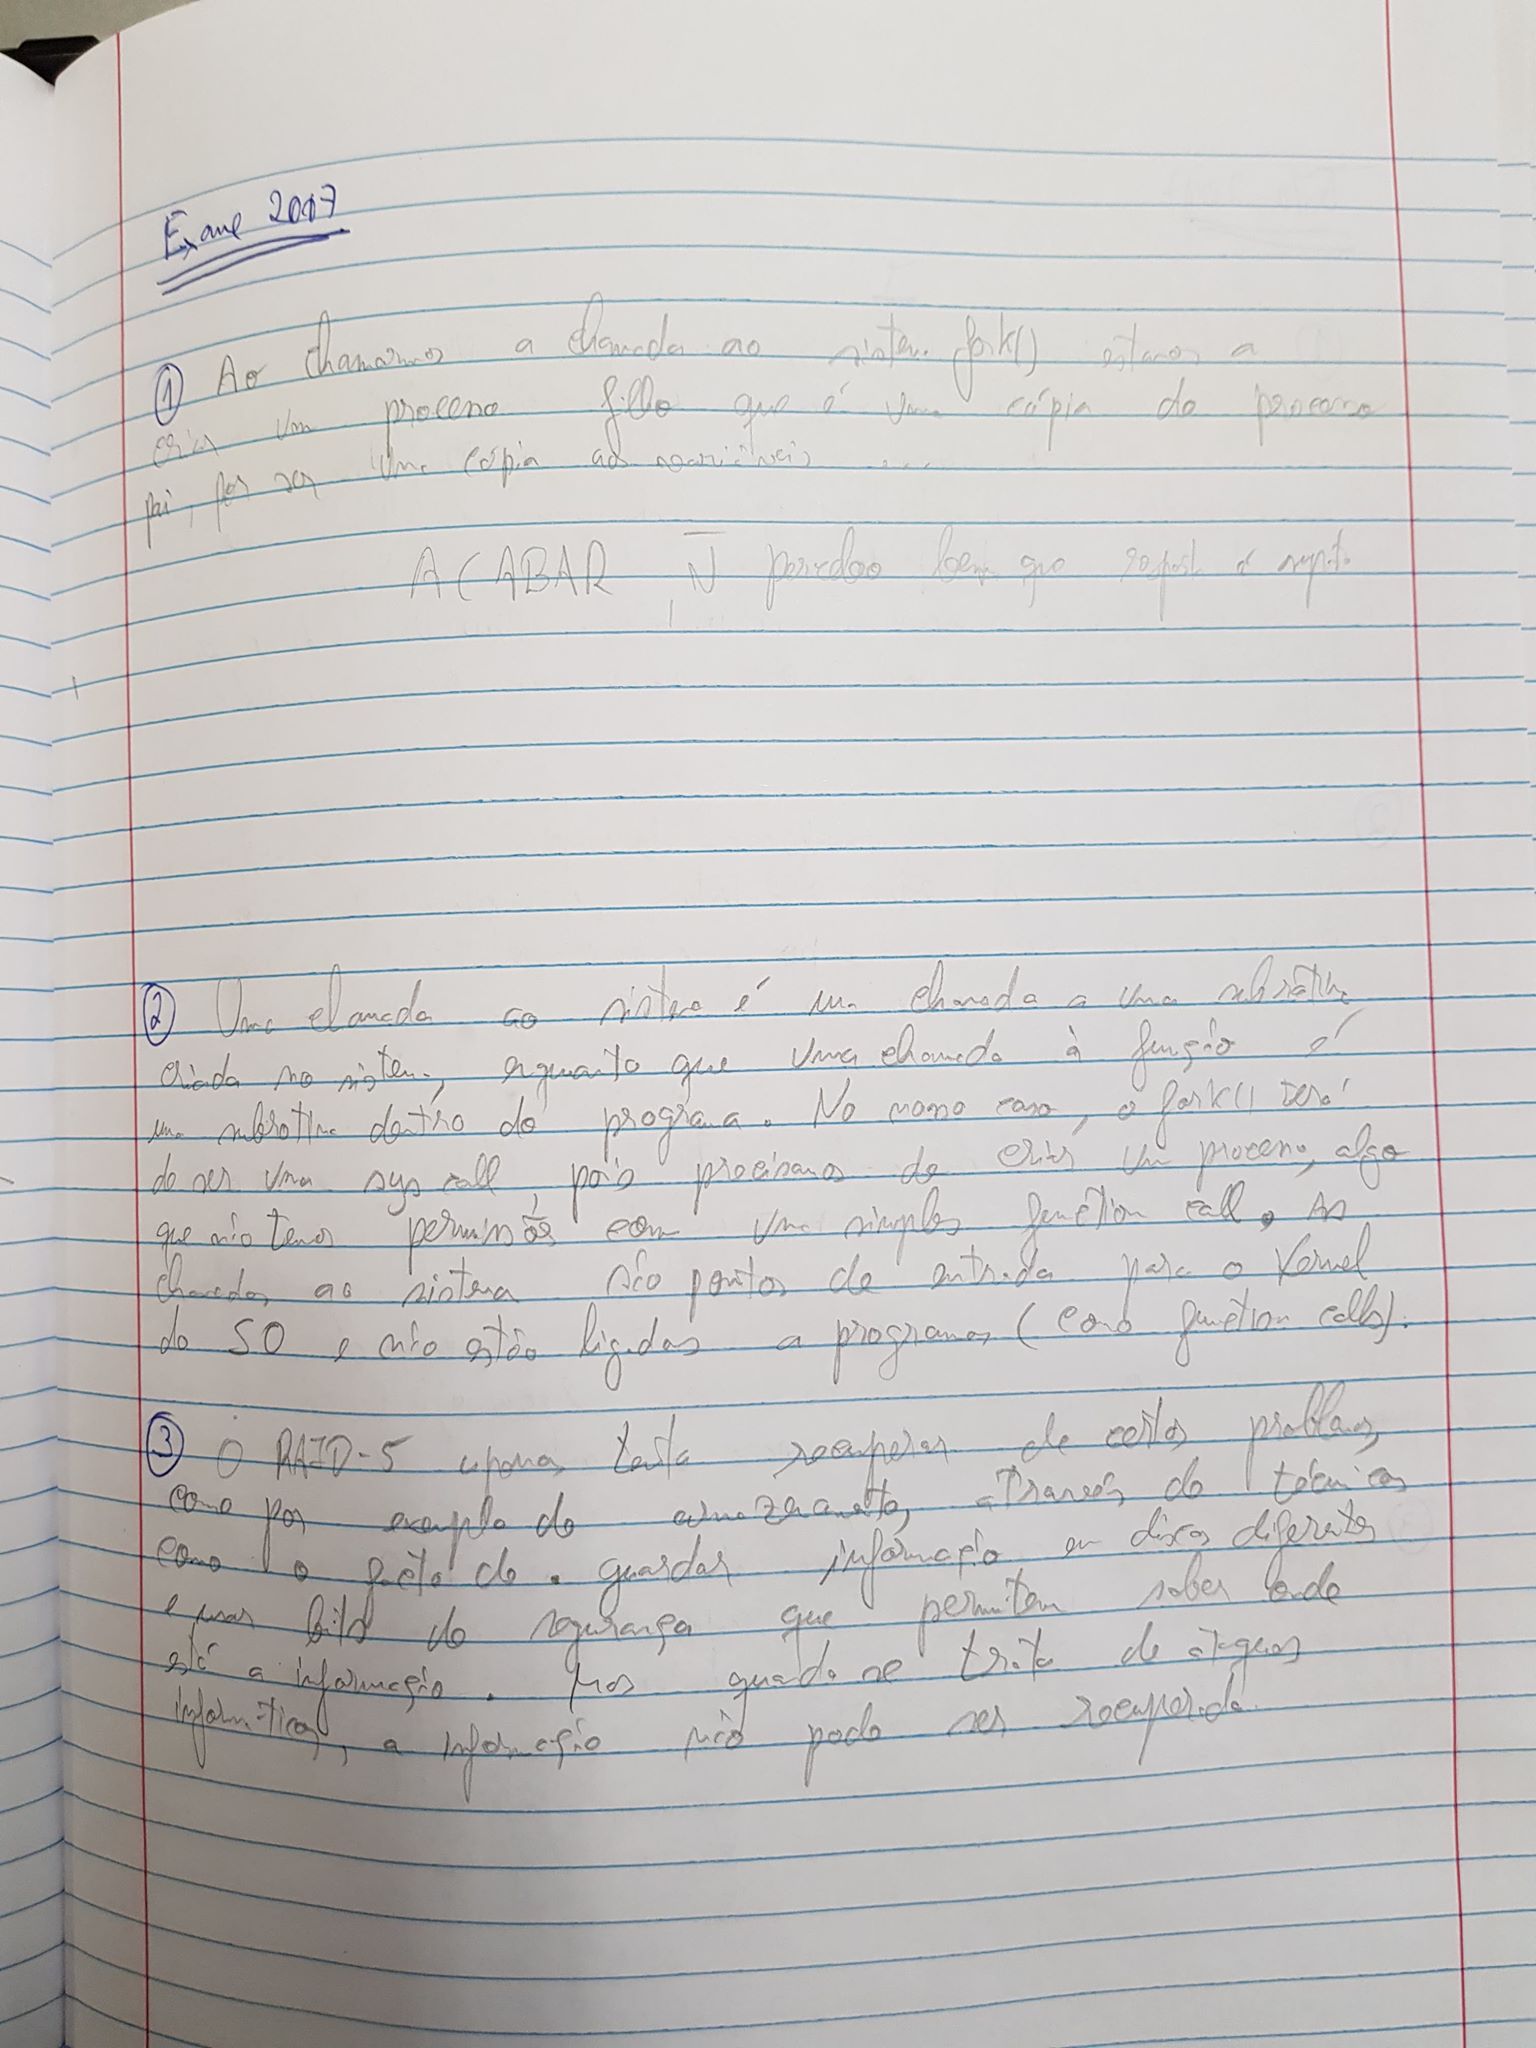 Exame 2017
① Ao chamarmos a chamada ao sistema fork() estamos a
criar um processo filho que é uma cópia do processo
pai, por ser uma cópia as variáveis ....
ACABAR, Ñ percebo bem que resposta é
② Uma chamada ao sistema é uma chamada a uma subrotina
criada no sistema, enquanto que uma chamada à função é
uma subrotina dentro do programa. No nosso caso, o fork() terá
de ser uma sys call, pois precisamos de criar um processo, algo
que não temos permissões com uma simples function call. As
chamadas ao sistema são pontos de entrada para o Kernel
do SO e não estão ligadas a programas (como function calls).
③ O RAID-5 apenas tenta recuperar de certos problemas,
como por exemplo de armazenamento, através de técnicas
como o facto de guardar informação em discos diferentes
e usar bits de segurança que permitem saber onde
está a informação. Mas quando se trata de ataques
informáticos, a informação não pode ser recuperada.